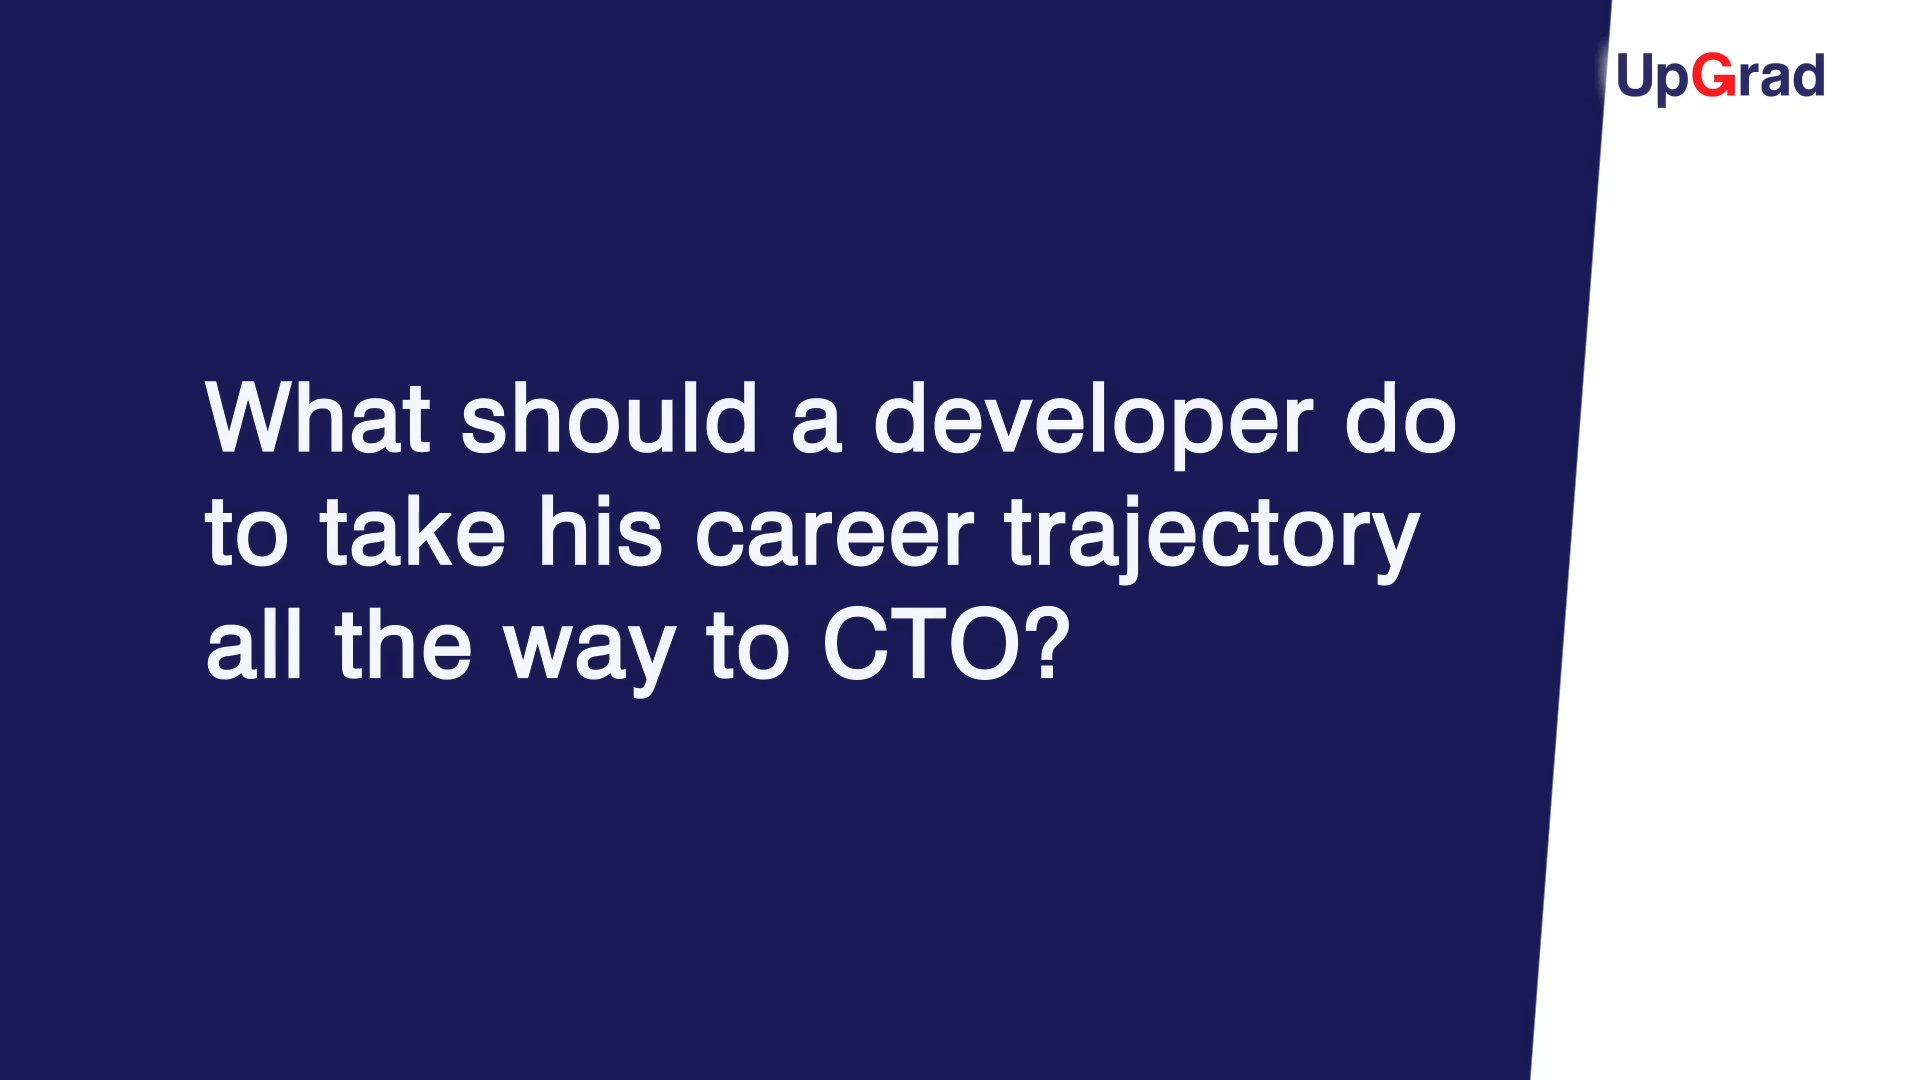 UpGrad
What should a developer do
to take his career trajectory
all the way to CTO?